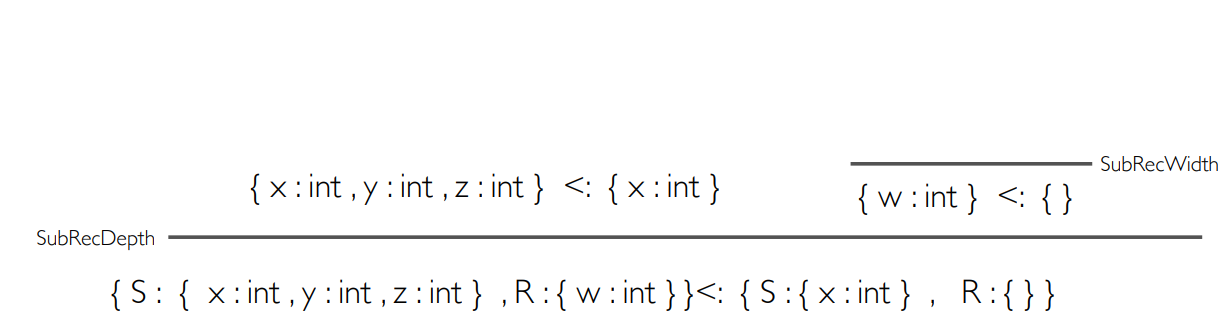 SubRecWidth
{ x : int , y : int , z : int } <: { x : int }
{ w : int } <: { }
SubRecDepth
{ S : { x : int , y : int , z : int } , R : { w : int } } <: { S : { x : int } , R : { } }